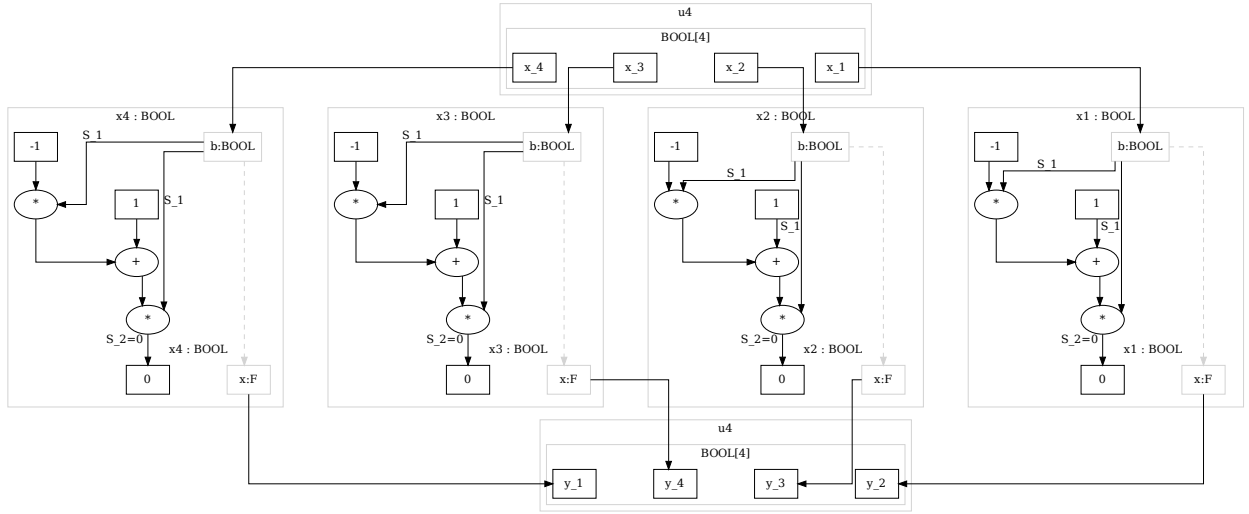 u4
BOOL[4]
x_4 x_3 x_2 x_1
x4 : BOOL x3 : BOOL x2 : BOOL x1 : BOOL
-1 S_1 b:BOOL -1 S_1 b:BOOL -1 b:BOOL -1 b:BOOL
S_1 S_1
* 1 S_1 * 1 S_1 * 1 * 1
S_1 S_1
+ + + +
* * * *
S_2=0 S_2=0 S_2=0 S_2=0
x4 : BOOL x3 : BOOL x2 : BOOL x1 : BOOL
0 x:F 0 x:F 0 x:F 0 x:F
u4
BOOL[4]
y_1 y_4 y_3 y_2